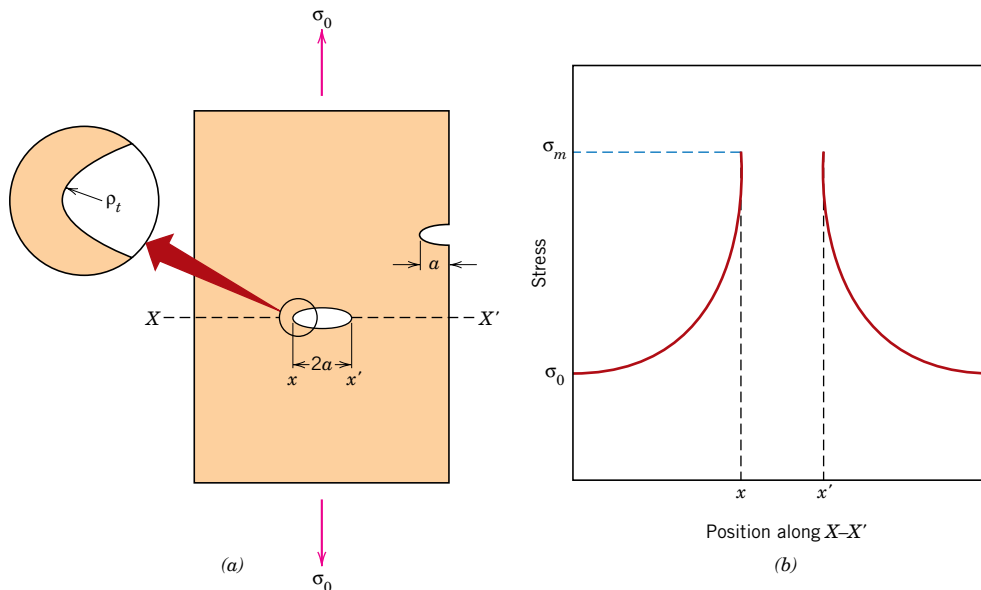 σ₀
ρₜ
a
X
X′
2a
x
x′
σ₀
(a)
σₘ
Stress
σ₀
x
x′
Position along X–X′
(b)